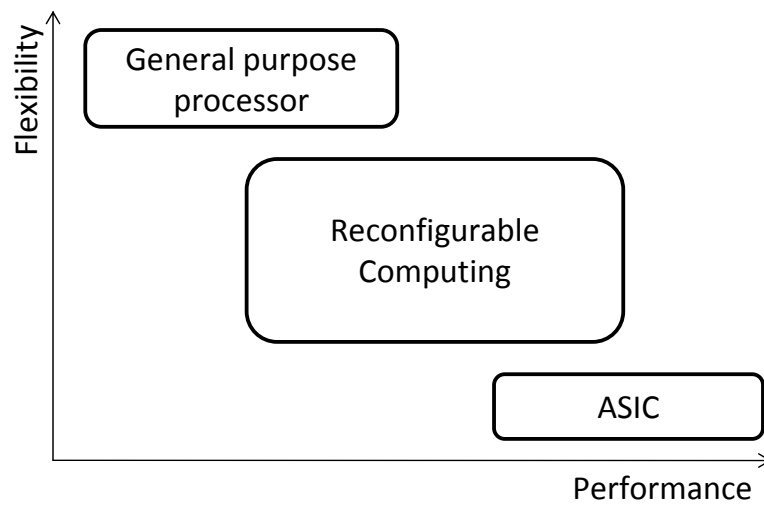 Flexibility
General purpose
processor
Reconfigurable
Computing
ASIC
Performance